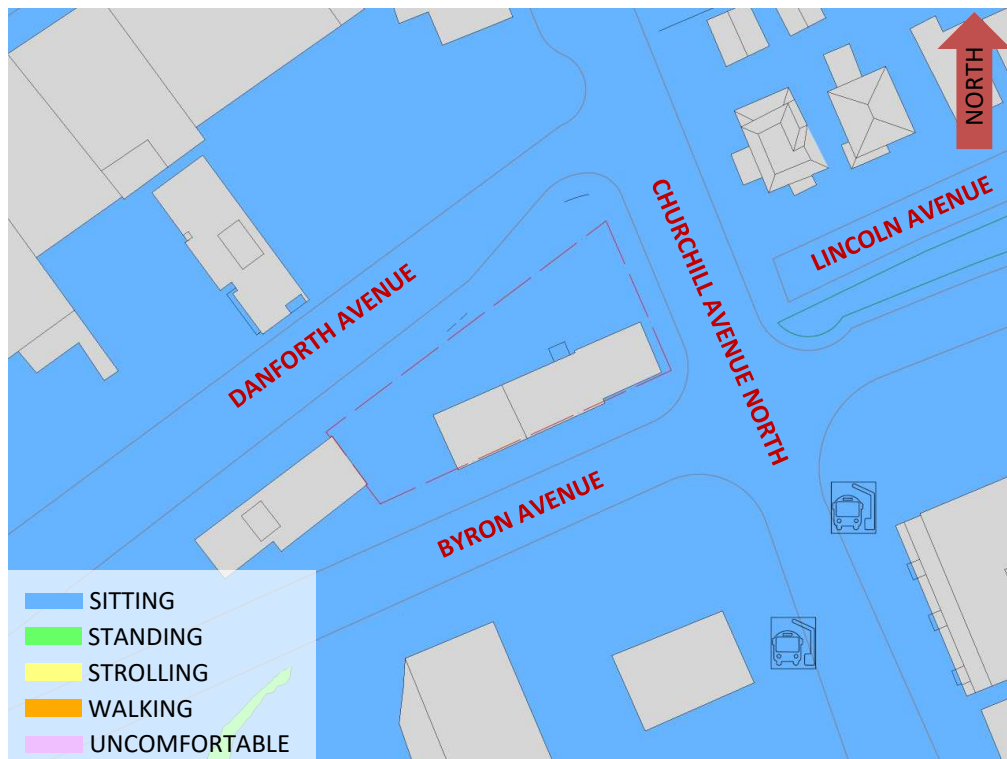 NORTH
CHURCHILL AVENUE NORTH
LINCOLN AVENUE
DANFORTH AVENUE
BYRON AVENUE
SITTING
STANDING
STROLLING
WALKING
UNCOMFORTABLE